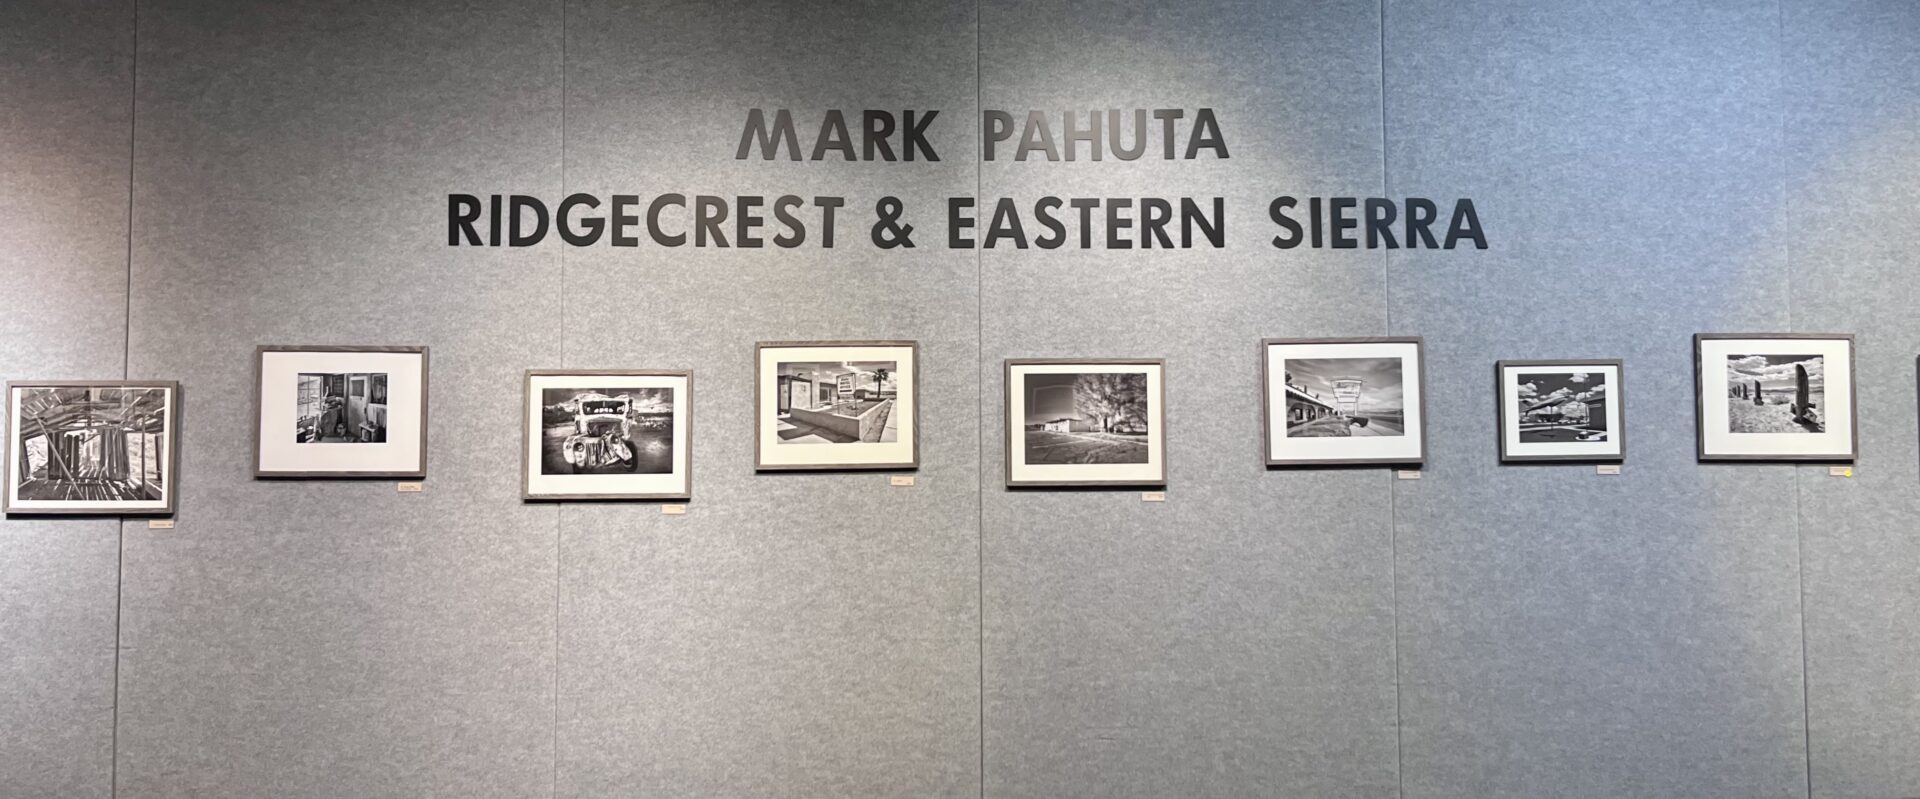 MARK PAHUTA
RIDGECREST & EASTERN SIERRA